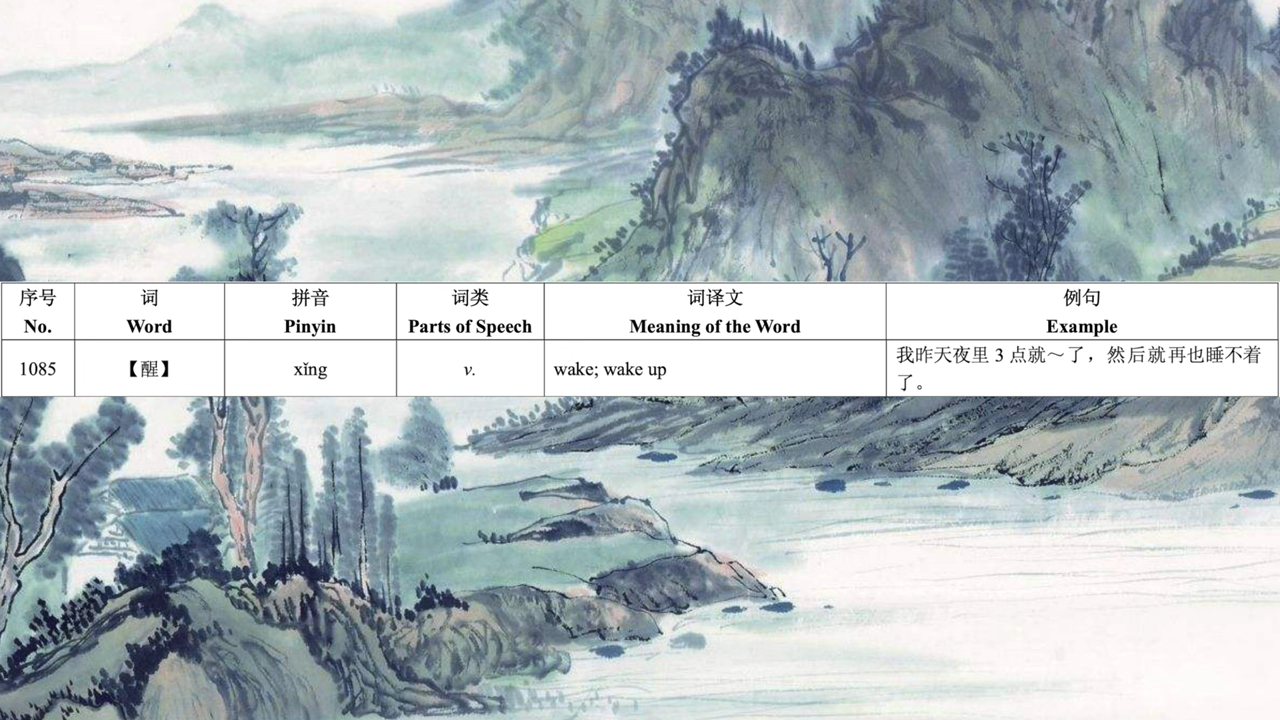 序号 词 拼音 词类 词译文 例句
No. Word Pinyin Parts of Speech Meaning of the Word Example
1085 【醒】 xǐng v. wake; wake up 我昨天夜里 3 点就～了，然后就再也睡不着
了。